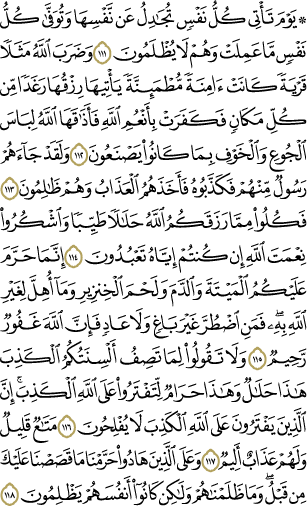 ۞ يَوْمَ تَأْتِي كُلُّ نَفْسٍ تُجَٰدِلُ عَن نَّفْسِهَا وَتُوَفَّىٰ كُلُّ
نَفْسٍ مَّا عَمِلَتْ وَهُمْ لَا يُظْلَمُونَ ١١١ وَضَرَبَ ٱللَّهُ مَثَلًا
قَرْيَةً كَانَتْ ءَامِنَةً مُّطْمَئِنَّةً يَأْتِيهَا رِزْقُهَا رَغَدًا مِّن
كُلِّ مَكَانٍ فَكَفَرَتْ بِأَنْعُمِ ٱللَّهِ فَأَذَٰقَهَا ٱللَّهُ لِبَاسَ
ٱلْجُوعِ وَٱلْخَوْفِ بِمَا كَانُوا۟ يَصْنَعُونَ ١١٢ وَلَقَدْ جَآءَهُمْ
رَسُولٌ مِّنْهُمْ فَكَذَّبُوهُ فَأَخَذَهُمُ ٱلْعَذَابُ وَهُمْ ظَٰلِمُونَ ١١٣
فَكُلُوا۟ مِمَّا رَزَقَكُمُ ٱللَّهُ حَلَٰلًا طَيِّبًا وَٱشْكُرُوا۟
نِعْمَتَ ٱللَّهِ إِن كُنتُمْ إِيَّاهُ تَعْبُدُونَ ١١٤ إِنَّمَا حَرَّمَ
عَلَيْكُمُ ٱلْمَيْتَةَ وَٱلدَّمَ وَلَحْمَ ٱلْخِنزِيرِ وَمَآ أُهِلَّ لِغَيْرِ
ٱللَّهِ بِهِۦ فَمَنِ ٱضْطُرَّ غَيْرَ بَاغٍ وَلَا عَادٍ فَإِنَّ ٱللَّهَ غَفُورٌ
رَّحِيمٌ ١١٥ وَلَا تَقُولُوا۟ لِمَا تَصِفُ أَلْسِنَتُكُمُ ٱلْكَذِبَ
هَٰذَا حَلَٰلٌ وَهَٰذَا حَرَامٌ لِّتَفْتَرُوا۟ عَلَى ٱللَّهِ ٱلْكَذِبَ ۚ إِنَّ
ٱلَّذِينَ يَفْتَرُونَ عَلَى ٱللَّهِ ٱلْكَذِبَ لَا يُفْلِحُونَ ١١٦ مَتَٰعٌ قَلِيلٌ
وَلَهُمْ عَذَابٌ أَلِيمٌ ١١٧ وَعَلَى ٱلَّذِينَ هَادُوا۟ حَرَّمْنَا مَا قَصَصْنَا عَلَيْكَ
مِن قَبْلُ ۖ وَمَا ظَلَمْنَٰهُمْ وَلَٰكِن كَانُوٓا۟ أَنفُسَهُمْ يَظْلِمُونَ ١١٨